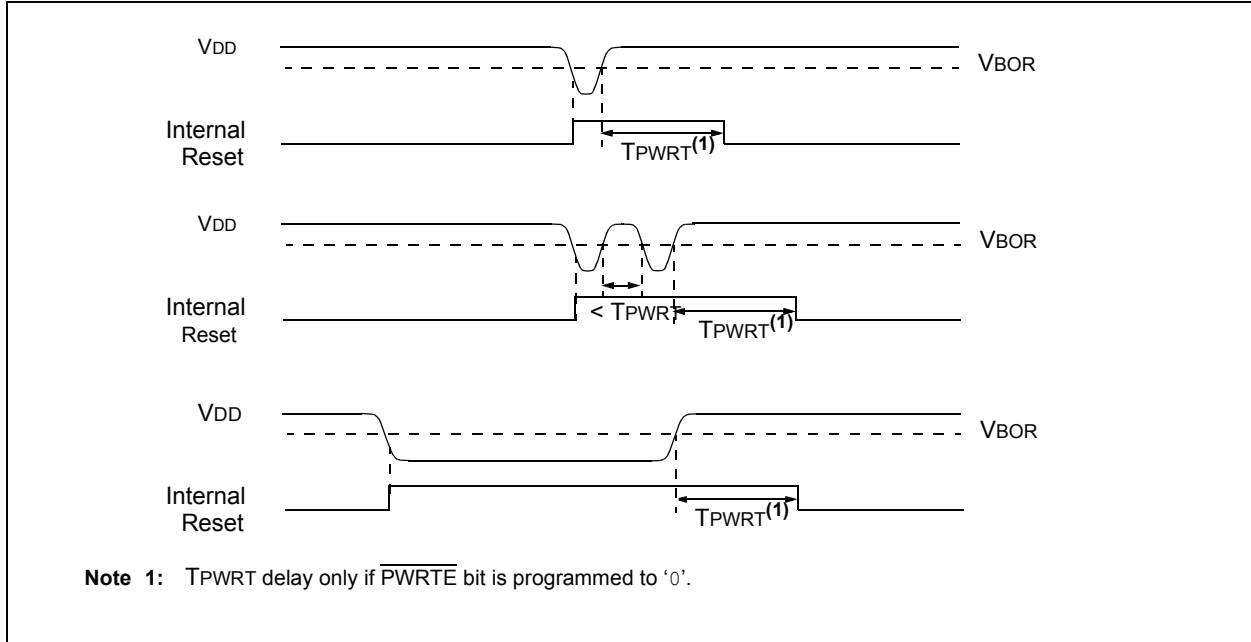 VDD
VBOR
Internal
Reset
TPWRT(1)
VDD
VBOR
Internal
Reset
< TPWRT
TPWRT(1)
VDD
VBOR
Internal
Reset
TPWRT(1)
Note 1: TPWRT delay only if PWRTE bit is programmed to ‘0’.